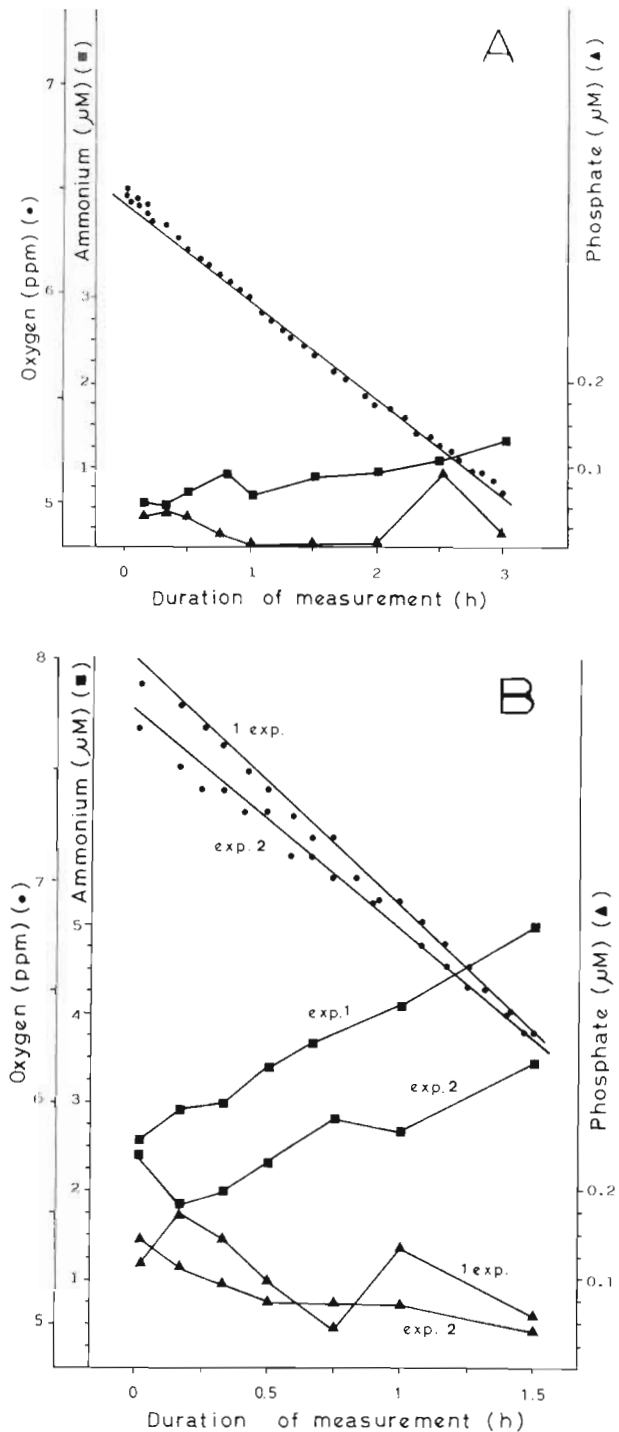 A
Oxygen (ppm) (•)
Ammonium (µM) (■)
Phosphate (µM) (▲)
7
6
5
3
2
1
0.2
0.1
0 1 2 3
Duration of measurement (h)
B
Oxygen (ppm) (•)
Ammonium (µM) (■)
Phosphate (µM) (▲)
8
7
6
5
5
4
3
2
1
0.2
0.1
1 exp.
exp. 2
exp.1
exp.2
1 exp.
exp. 2
0 0.5 1 1.5
Duration of measurement (h)